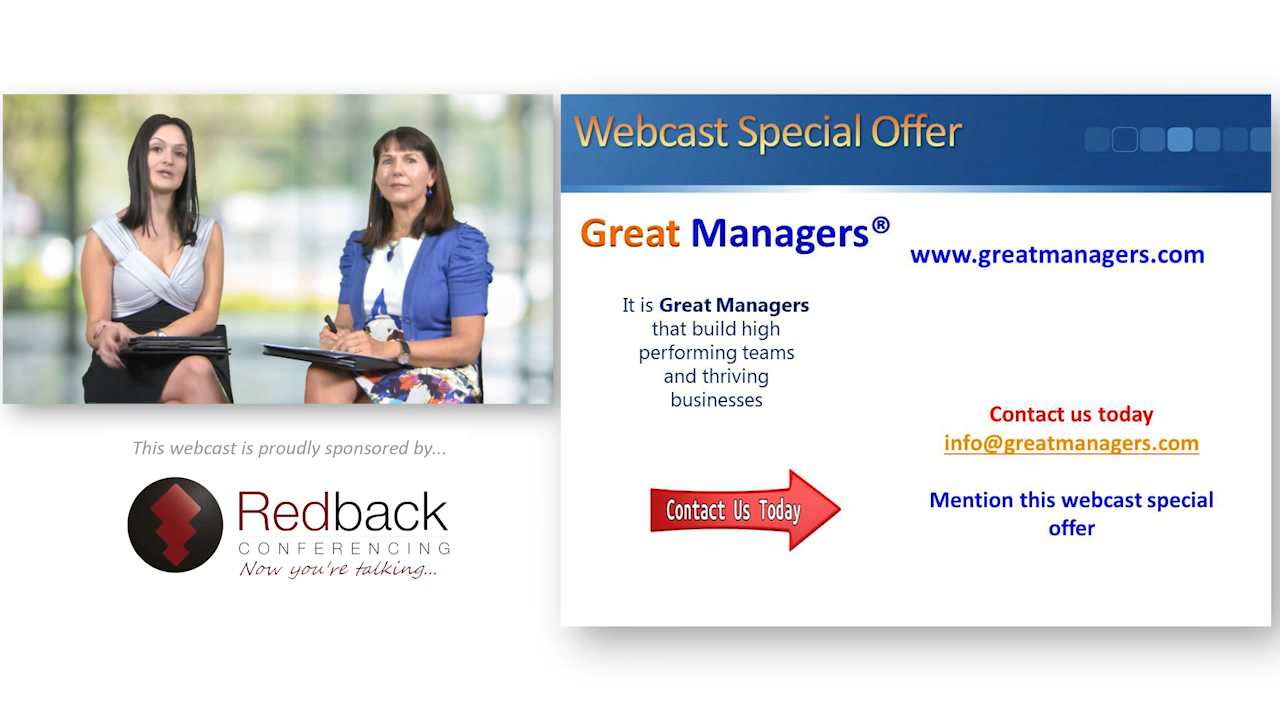 Webcast Special Offer
Great Managers®
www.greatmanagers.com
It is Great Managers
that build high
performing teams
and thriving
businesses
Contact us today
info@greatmanagers.com
Contact Us Today
Mention this webcast special
offer
This webcast is proudly sponsored by...
Redback
CONFERENCING
Now you're talking...